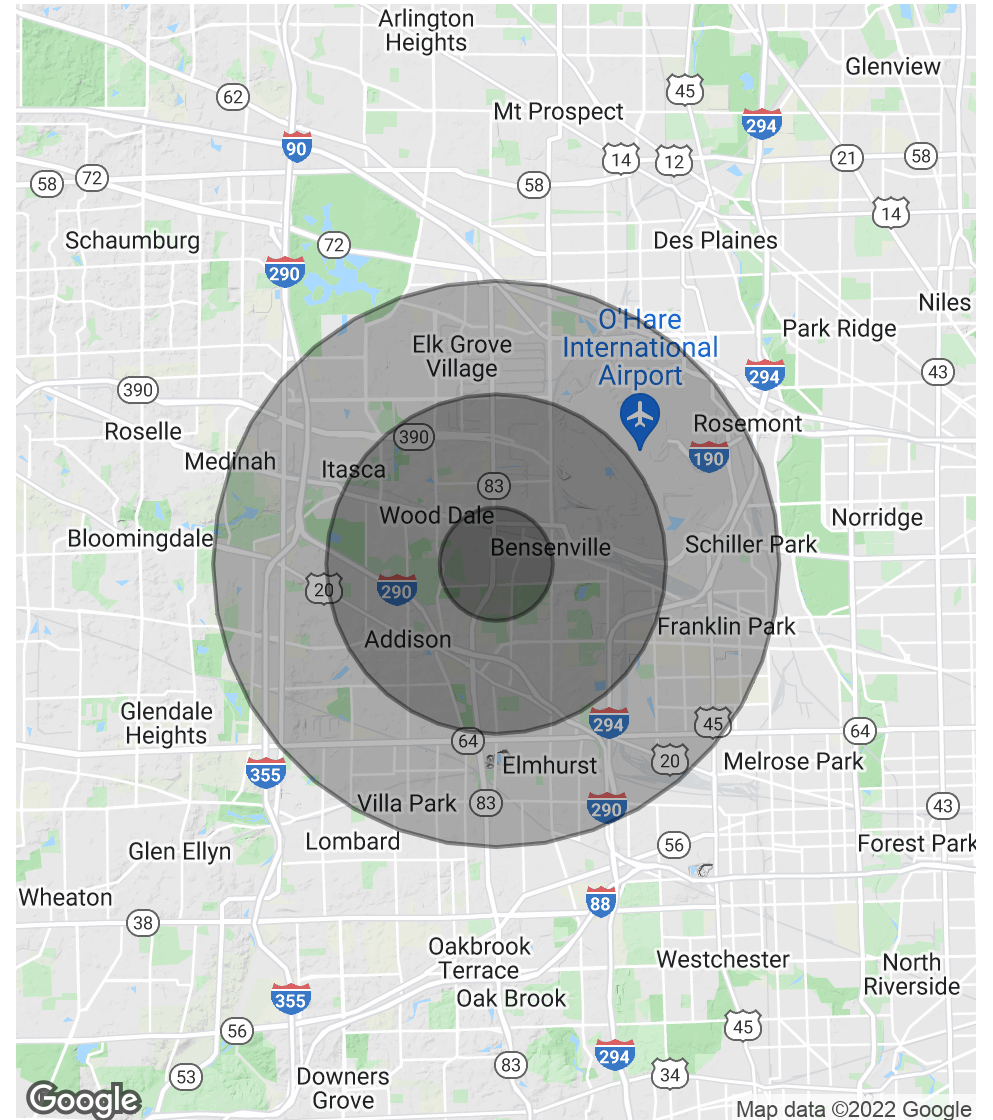 Arlington
Heights
Glenview
62
45
Mt Prospect
294
90
14
12
21
58
58
72
58
14
Schaumburg
72
Des Plaines
290
Niles
O'Hare
International
Airport
Park Ridge
Elk Grove
Village
294
43
390
Roselle
390
Rosemont
190
Medinah
Itasca
83
Wood Dale
Norridge
Bloomingdale
Bensenville
Schiller Park
20
290
Addison
Franklin Park
Glendale
Heights
294
45
64
64
20
355
Elmhurst
Melrose Park
Villa Park
83
290
43
Lombard
56
Forest Park
Glen Ellyn
Wheaton
88
38
Oakbrook
Terrace
Westchester
North
Riverside
355
Oak Brook
56
45
294
83
53
Downers
Grove
34
Google
Map data ©2022 Google